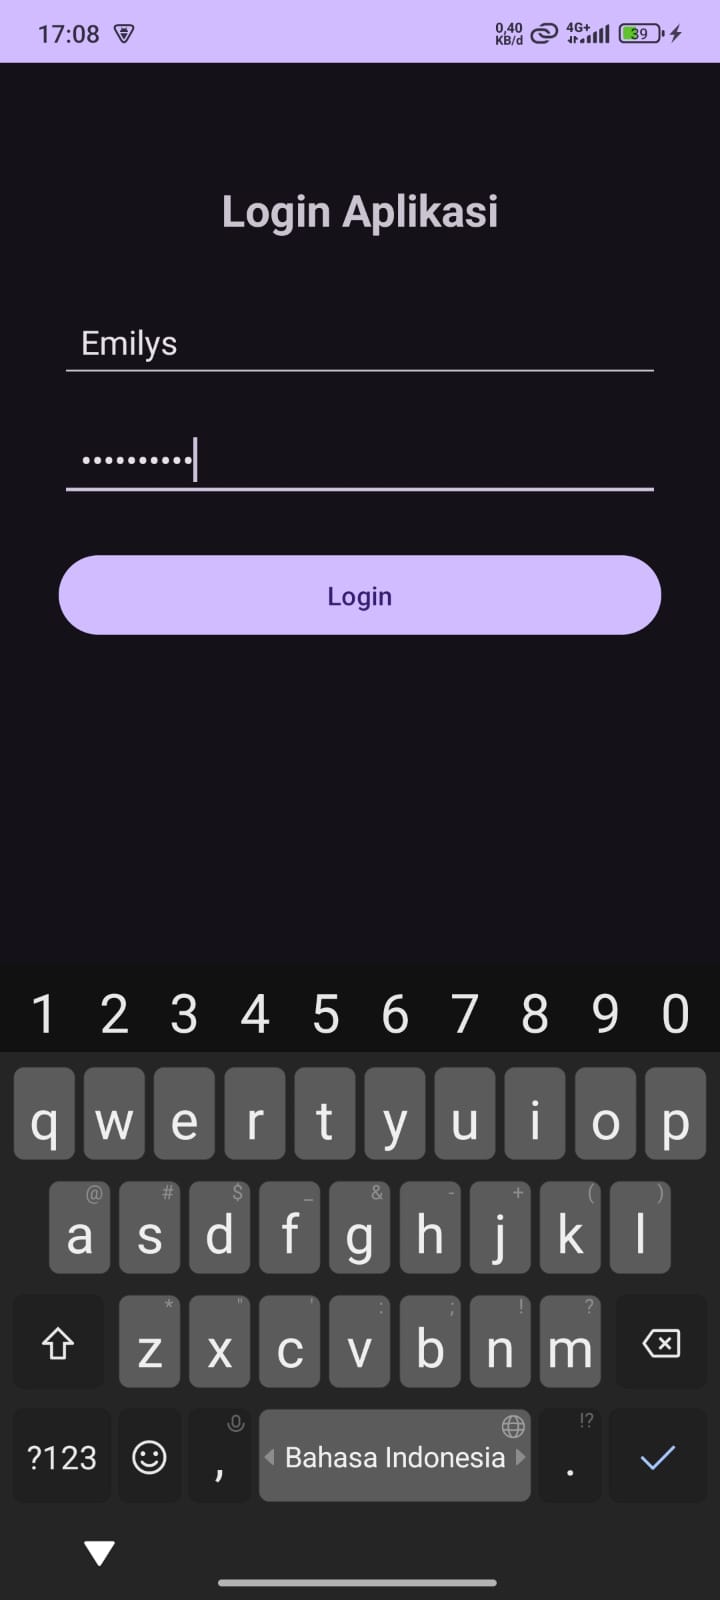 17:08 0,40 KB/d 4G+ 39
Login Aplikasi
Emilys
••••••••••
Login
1 2 3 4 5 6 7 8 9 0
q w e r t y u i o p
@ # $ _ & - + ( )
a s d f g h j k l
* " ' : ; ! ?
z x c v b n m
!?
?123 , Bahasa Indonesia .